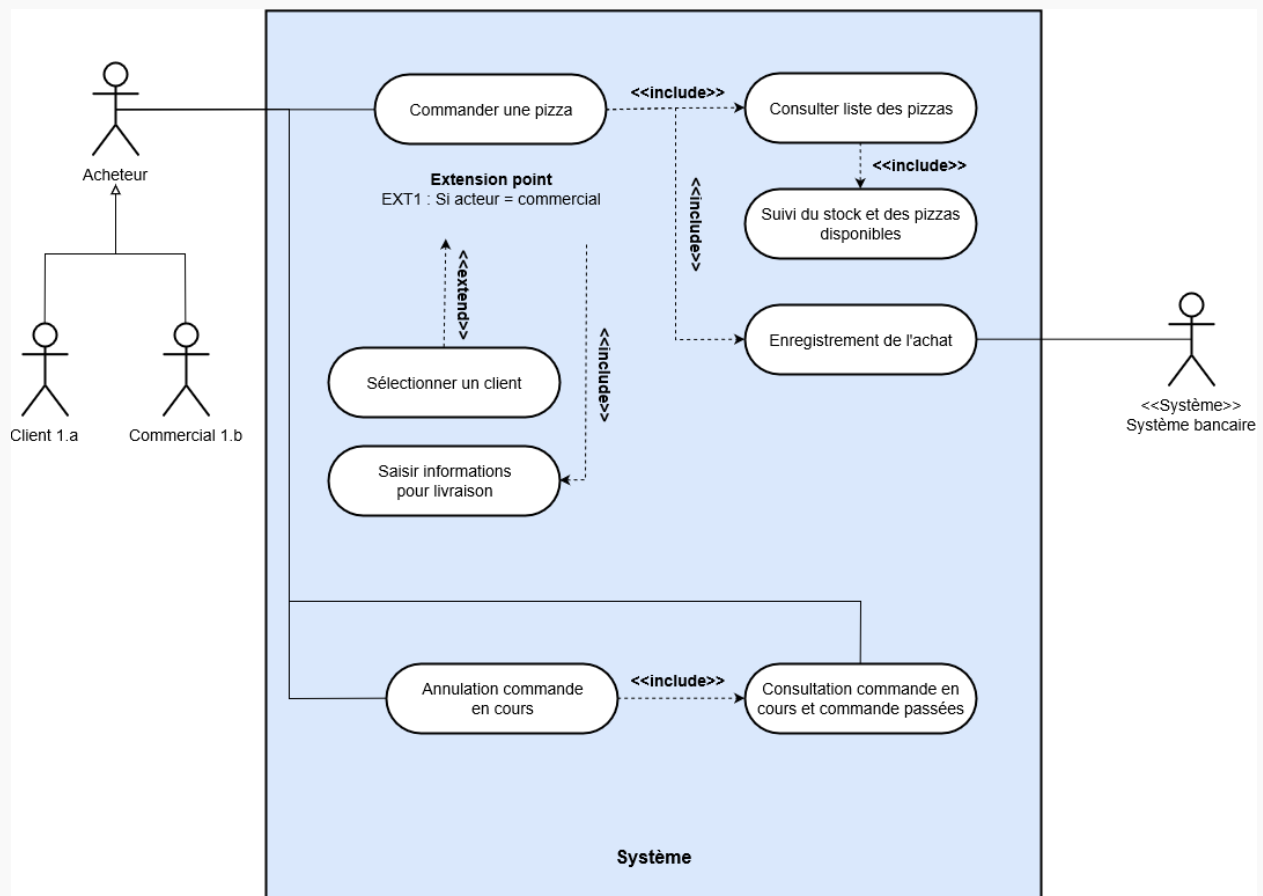 Acheteur
Client 1.a
Commercial 1.b
Commander une pizza
<<include>>
Consulter liste des pizzas
<<include>>
Suivi du stock et des pizzas
disponibles
<<include>>
Extension point
EXT1 : Si acteur = commercial
<<extend>>
<<include>>
Enregistrement de l'achat
<<Système>>
Système bancaire
Sélectionner un client
Saisir informations
pour livraison
Annulation commande
en cours
<<include>>
Consultation commande en
cours et commande passées
Système